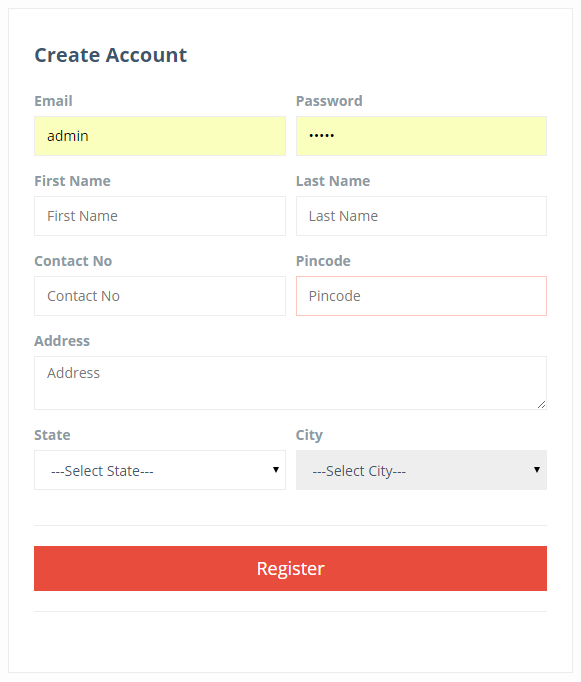 Create Account
Email Password
admin •••••
First Name Last Name
First Name Last Name
Contact No Pincode
Contact No Pincode
Address
Address
State City
---Select State--- ---Select City---
Register